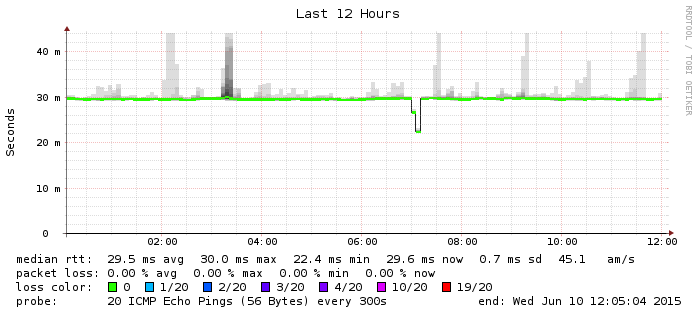 Last 12 Hours
RRDTOOL / TOBI OETIKER
Seconds
40 m
30 m
20 m
10 m
0
02:00 04:00 06:00 08:00 10:00 12:00
median rtt: 29.5 ms avg 30.0 ms max 22.4 ms min 29.6 ms now 0.7 ms sd 45.1 am/s
packet loss: 0.00 % avg 0.00 % max 0.00 % min 0.00 % now
loss color: 0 1/20 2/20 3/20 4/20 10/20 19/20
probe: 20 ICMP Echo Pings (56 Bytes) every 300s end: Wed Jun 10 12:05:04 2015